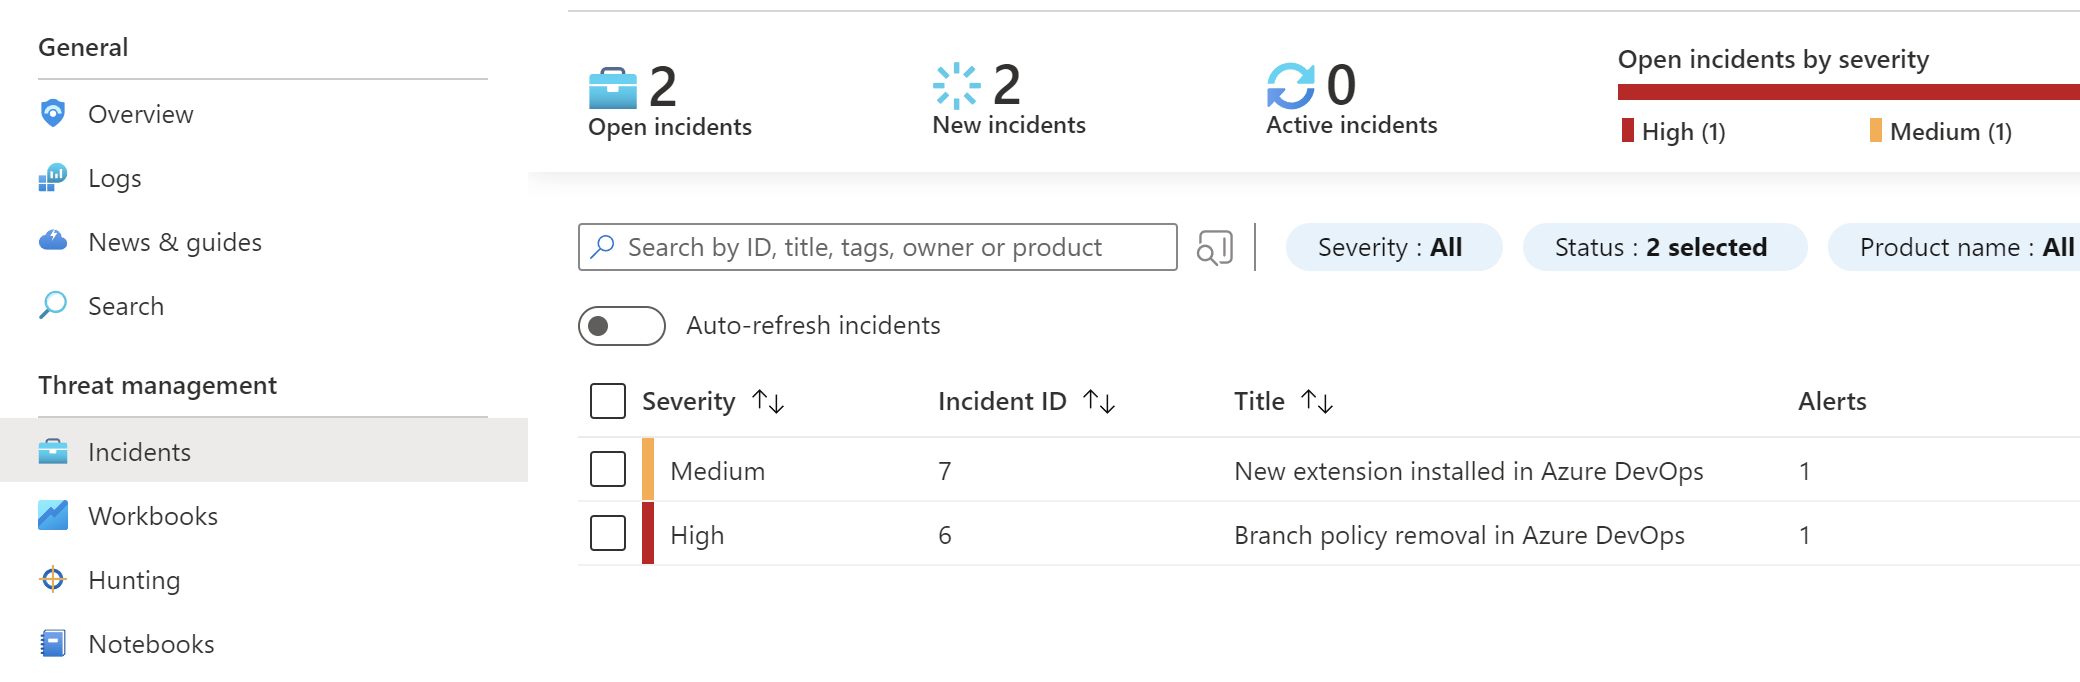 General
Overview
Logs
News & guides
Search
Threat management
Incidents
Workbooks
Hunting
Notebooks
2
Open incidents
2
New incidents
0
Active incidents
Open incidents by severity
High (1)
Medium (1)
Search by ID, title, tags, owner or product
Severity : All
Status : 2 selected
Product name : All
Auto-refresh incidents
Severity ↑↓ Incident ID ↑↓ Title ↑↓ Alerts
Medium 7 New extension installed in Azure DevOps 1
High 6 Branch policy removal in Azure DevOps 1